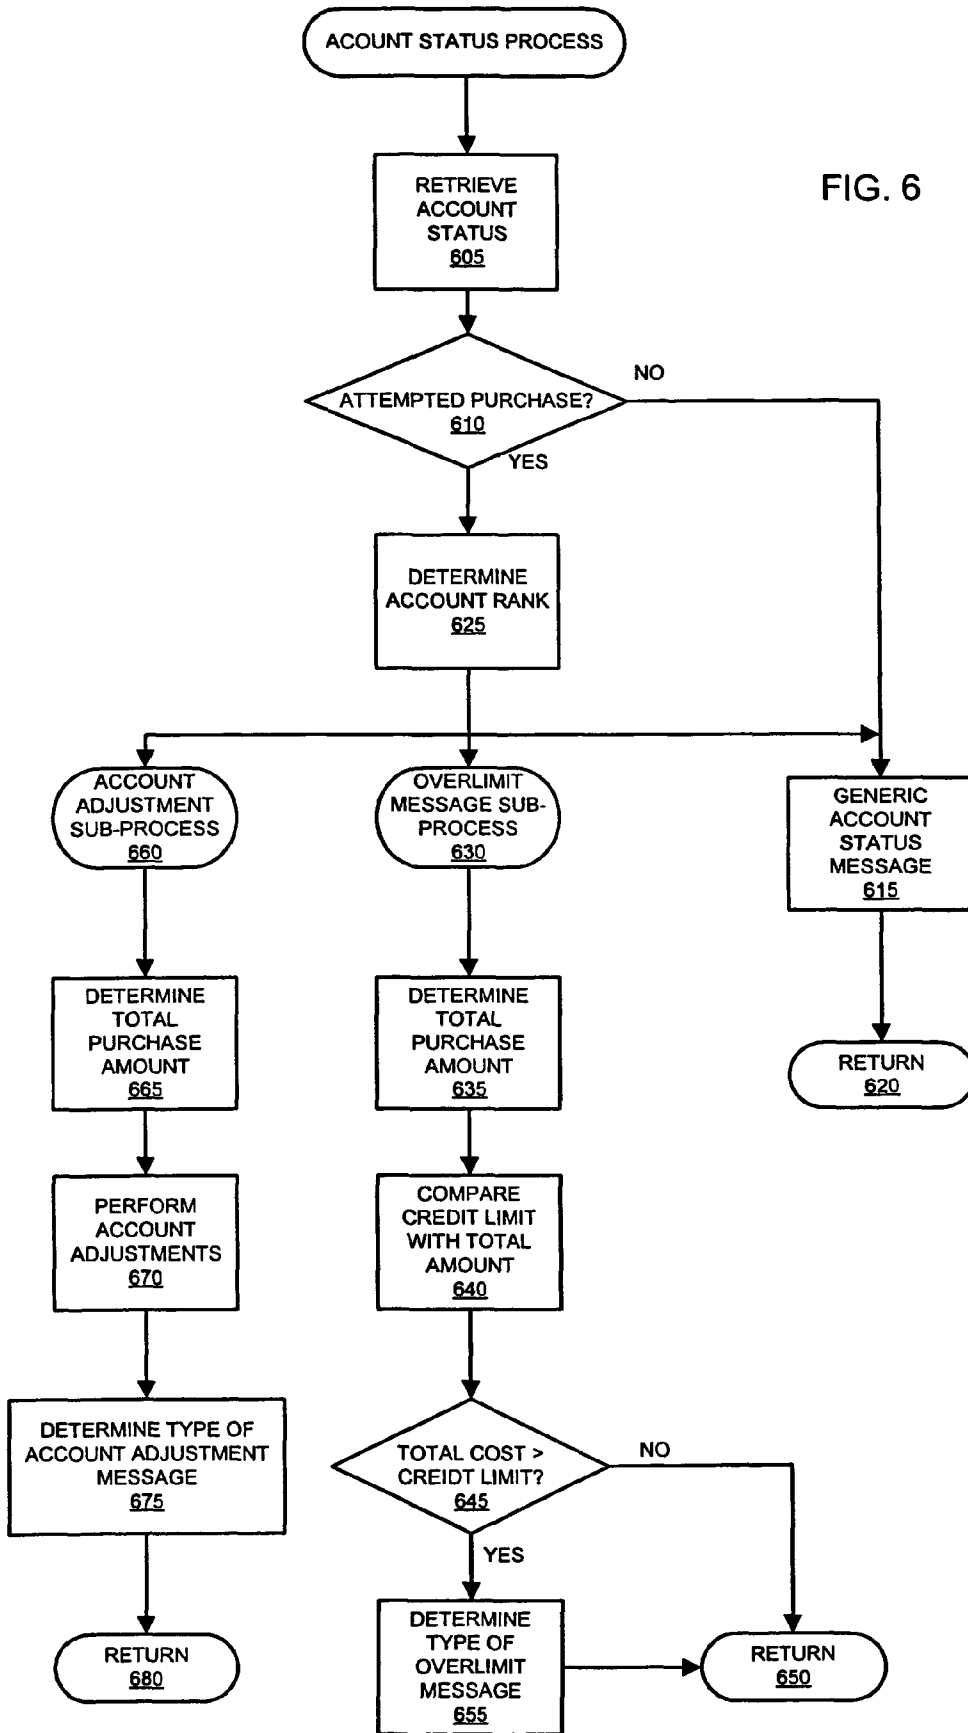 ACOUNT STATUS PROCESS
FIG. 6
RETRIEVE
ACCOUNT
STATUS
605
NO
ATTEMPTED PURCHASE?
610
YES
DETERMINE
ACCOUNT RANK
625
ACCOUNT
ADJUSTMENT
SUB-PROCESS
660
OVERLIMIT
MESSAGE SUB-
PROCESS
630
GENERIC
ACCOUNT
STATUS
MESSAGE
615
DETERMINE
TOTAL
PURCHASE
AMOUNT
665
DETERMINE
TOTAL
PURCHASE
AMOUNT
635
RETURN
620
PERFORM
ACCOUNT
ADJUSTMENTS
670
COMPARE
CREDIT LIMIT
WITH TOTAL
AMOUNT
640
DETERMINE TYPE OF
ACCOUNT ADJUSTMENT
MESSAGE
675
TOTAL COST >
CREIDT LIMIT?
645
NO
YES
RETURN
680
DETERMINE
TYPE OF
OVERLIMIT
MESSAGE
655
RETURN
650